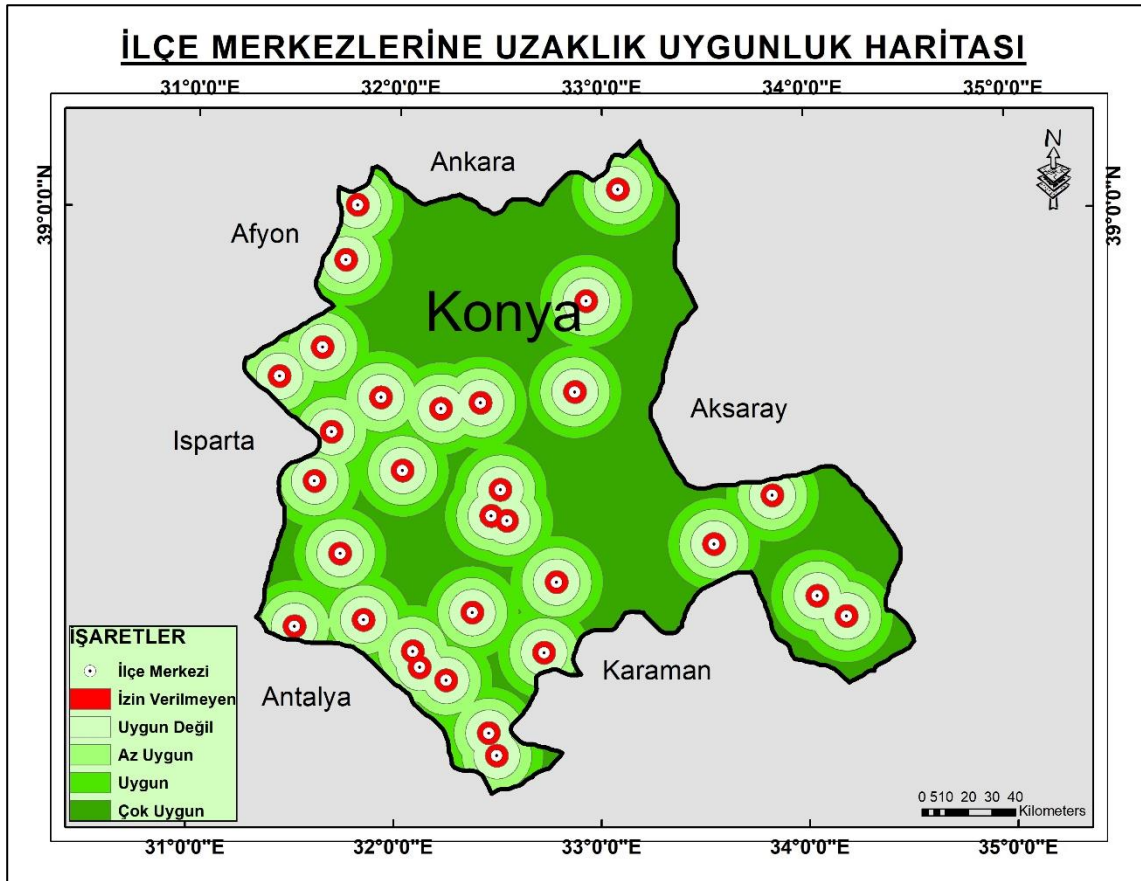 İLÇE MERKEZLERİNE UZAKLIK UYGUNLUK HARİTASI
31°0'0"E 32°0'0"E 33°0'0"E 34°0'0"E 35°0'0"E
N
39°0'0"N
39°0'0"N
Ankara
Afyon
Konya
Aksaray
Isparta
Karaman
Antalya
İŞARETLER
İlçe Merkezi
İzin Verilmeyen
Uygun Değil
Az Uygun
Uygun
Çok Uygun
0 510 20 30 40
Kilometers
31°0'0"E 32°0'0"E 33°0'0"E 34°0'0"E 35°0'0"E